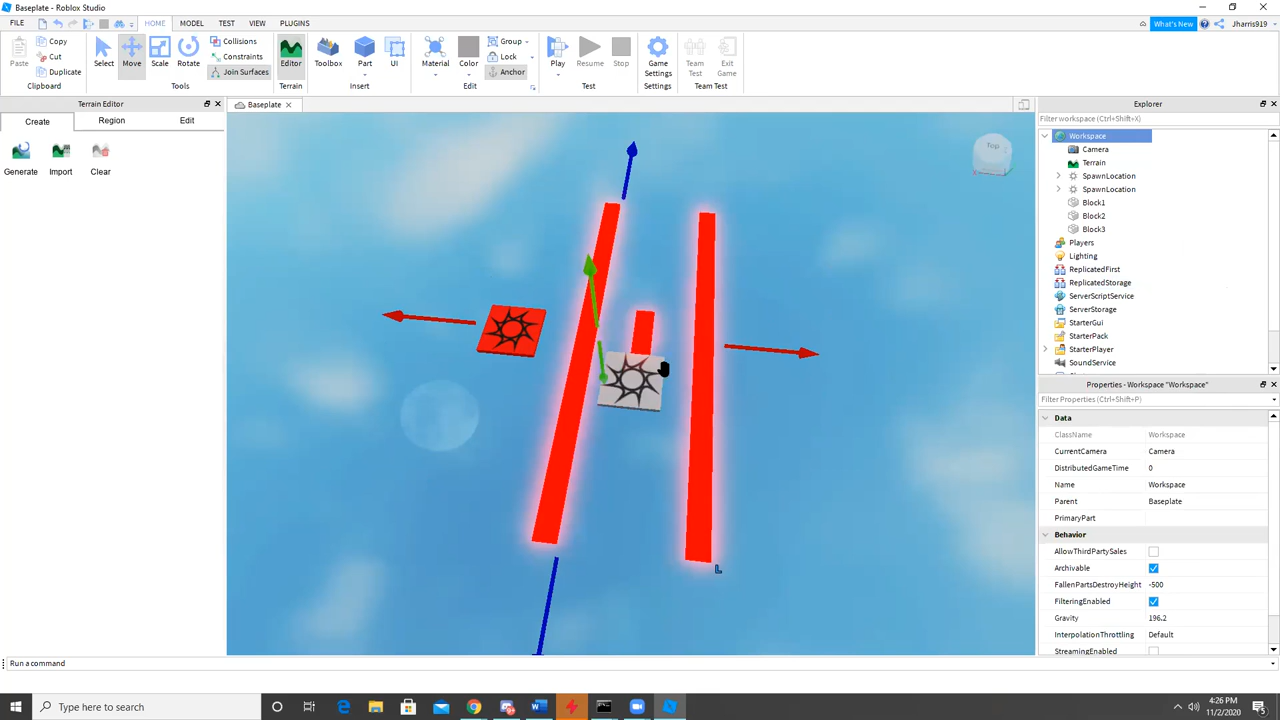 Baseplate - Roblox Studio
FILE HOME MODEL TEST VIEW PLUGINS What's New Jharris919
Copy Cut Duplicate Paste Clipboard
Select Move Scale Rotate Collisions Constraints Join Surfaces Tools
Editor Terrain
Toolbox Part UI Insert
Material Color Group Lock Anchor Edit
Play Resume Stop Test
Game Settings Settings
Team Test Exit Game Team Test
Terrain Editor
Create Region Edit
Generate Import Clear
Baseplate
Top
L
Explorer
Filter workspace (Ctrl+Shift+X)
Workspace
Camera
Terrain
SpawnLocation
SpawnLocation
Block1
Block2
Block3
Players
Lighting
ReplicatedFirst
ReplicatedStorage
ServerScriptService
ServerStorage
StarterGui
StarterPack
StarterPlayer
SoundService
Properties - Workspace "Workspace"
Filter Properties (Ctrl+Shift+P)
Data
ClassName Workspace
CurrentCamera Camera
DistributedGameTime 0
Name Workspace
Parent Baseplate
PrimaryPart
Behavior
AllowThirdPartySales
Archivable
FallenPartsDestroyHeight -500
FilteringEnabled
Gravity 196.2
InterpolationThrottling Default
StreamingEnabled
Run a command
Type here to search
4:26 PM
11/2/2020